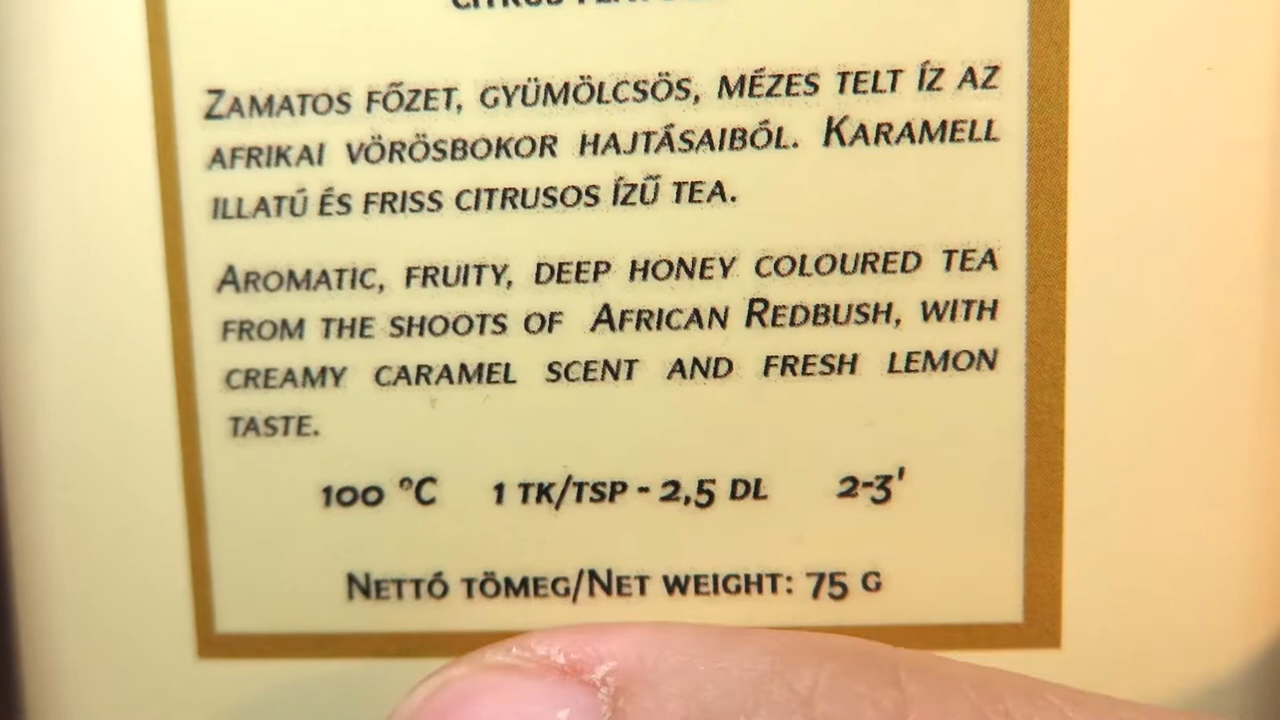 Zamatos főzet, gyümölcsös, mézes telt íz az
afrikai vörösbokor hajtásaiból. Karamell
illatú és friss citrusos ízű tea.
Aromatic, fruity, deep honey coloured tea
from the shoots of African Redbush, with
creamy caramel scent and fresh lemon
taste.
100 °C 1 tk/tsp - 2,5 dl 2-3'
Nettó tömeg/Net weight: 75 g